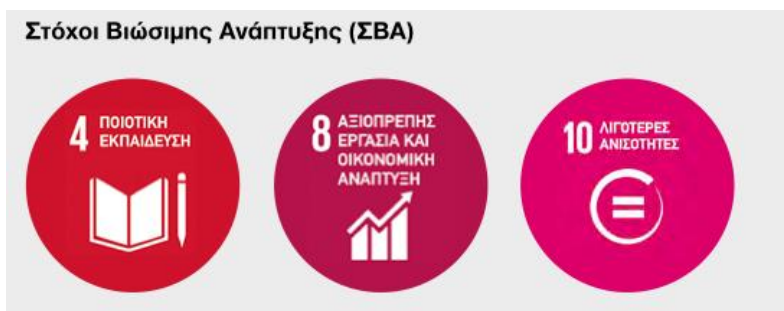 Στόχοι Βιώσιμης Ανάπτυξης (ΣΒΑ)
4 ΠΟΙΟΤΙΚΗ
ΕΚΠΑΙΔΕΥΣΗ
8 ΑΞΙΟΠΡΕΠΗΣ
ΕΡΓΑΣΙΑ ΚΑΙ
ΟΙΚΟΝΟΜΙΚΗ
ΑΝΑΠΤΥΞΗ
10 ΛΙΓΟΤΕΡΕΣ
ΑΝΙΣΟΤΗΤΕΣ